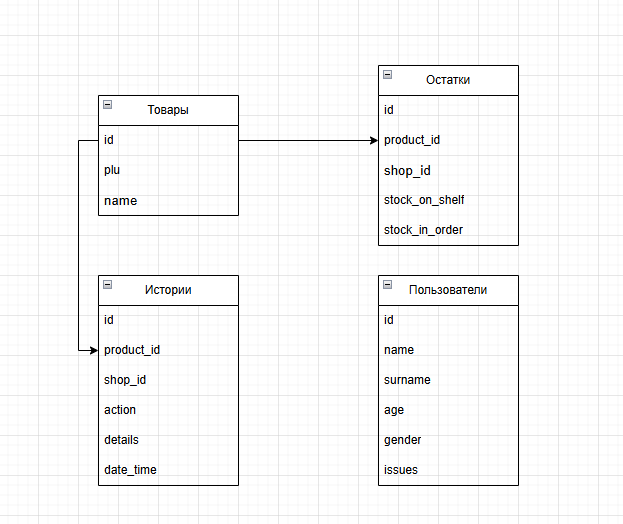 Товары
id
plu
name
Остатки
id
product_id
shop_id
stock_on_shelf
stock_in_order
Истории
id
product_id
shop_id
action
details
date_time
Пользователи
id
name
surname
age
gender
issues